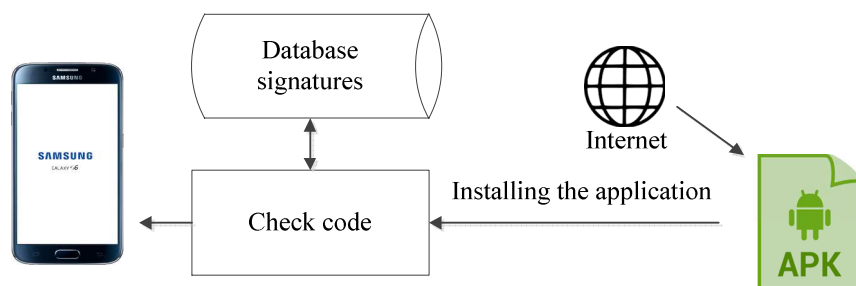 Database
signatures
SAMSUNG
SAMSUNG
GALAXY S6
Internet
Installing the application
Check code
APK